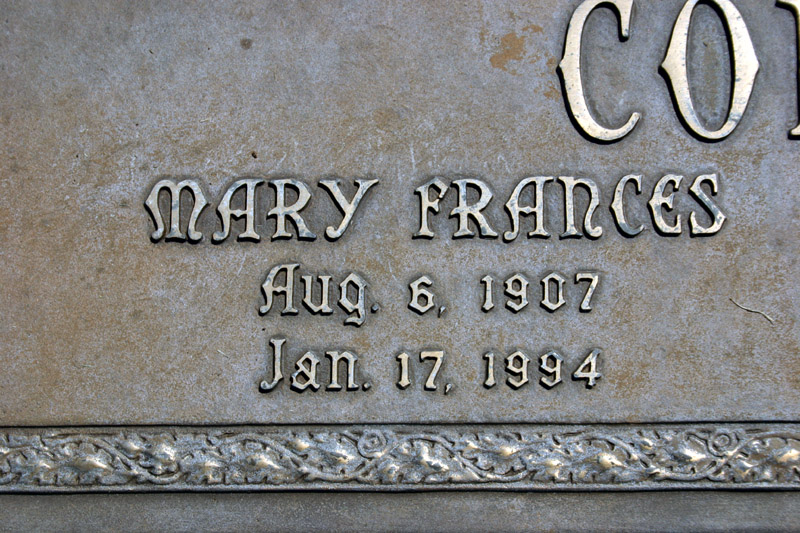 MARY FRANCES
Aug. 6, 1907
Jan. 17, 1994